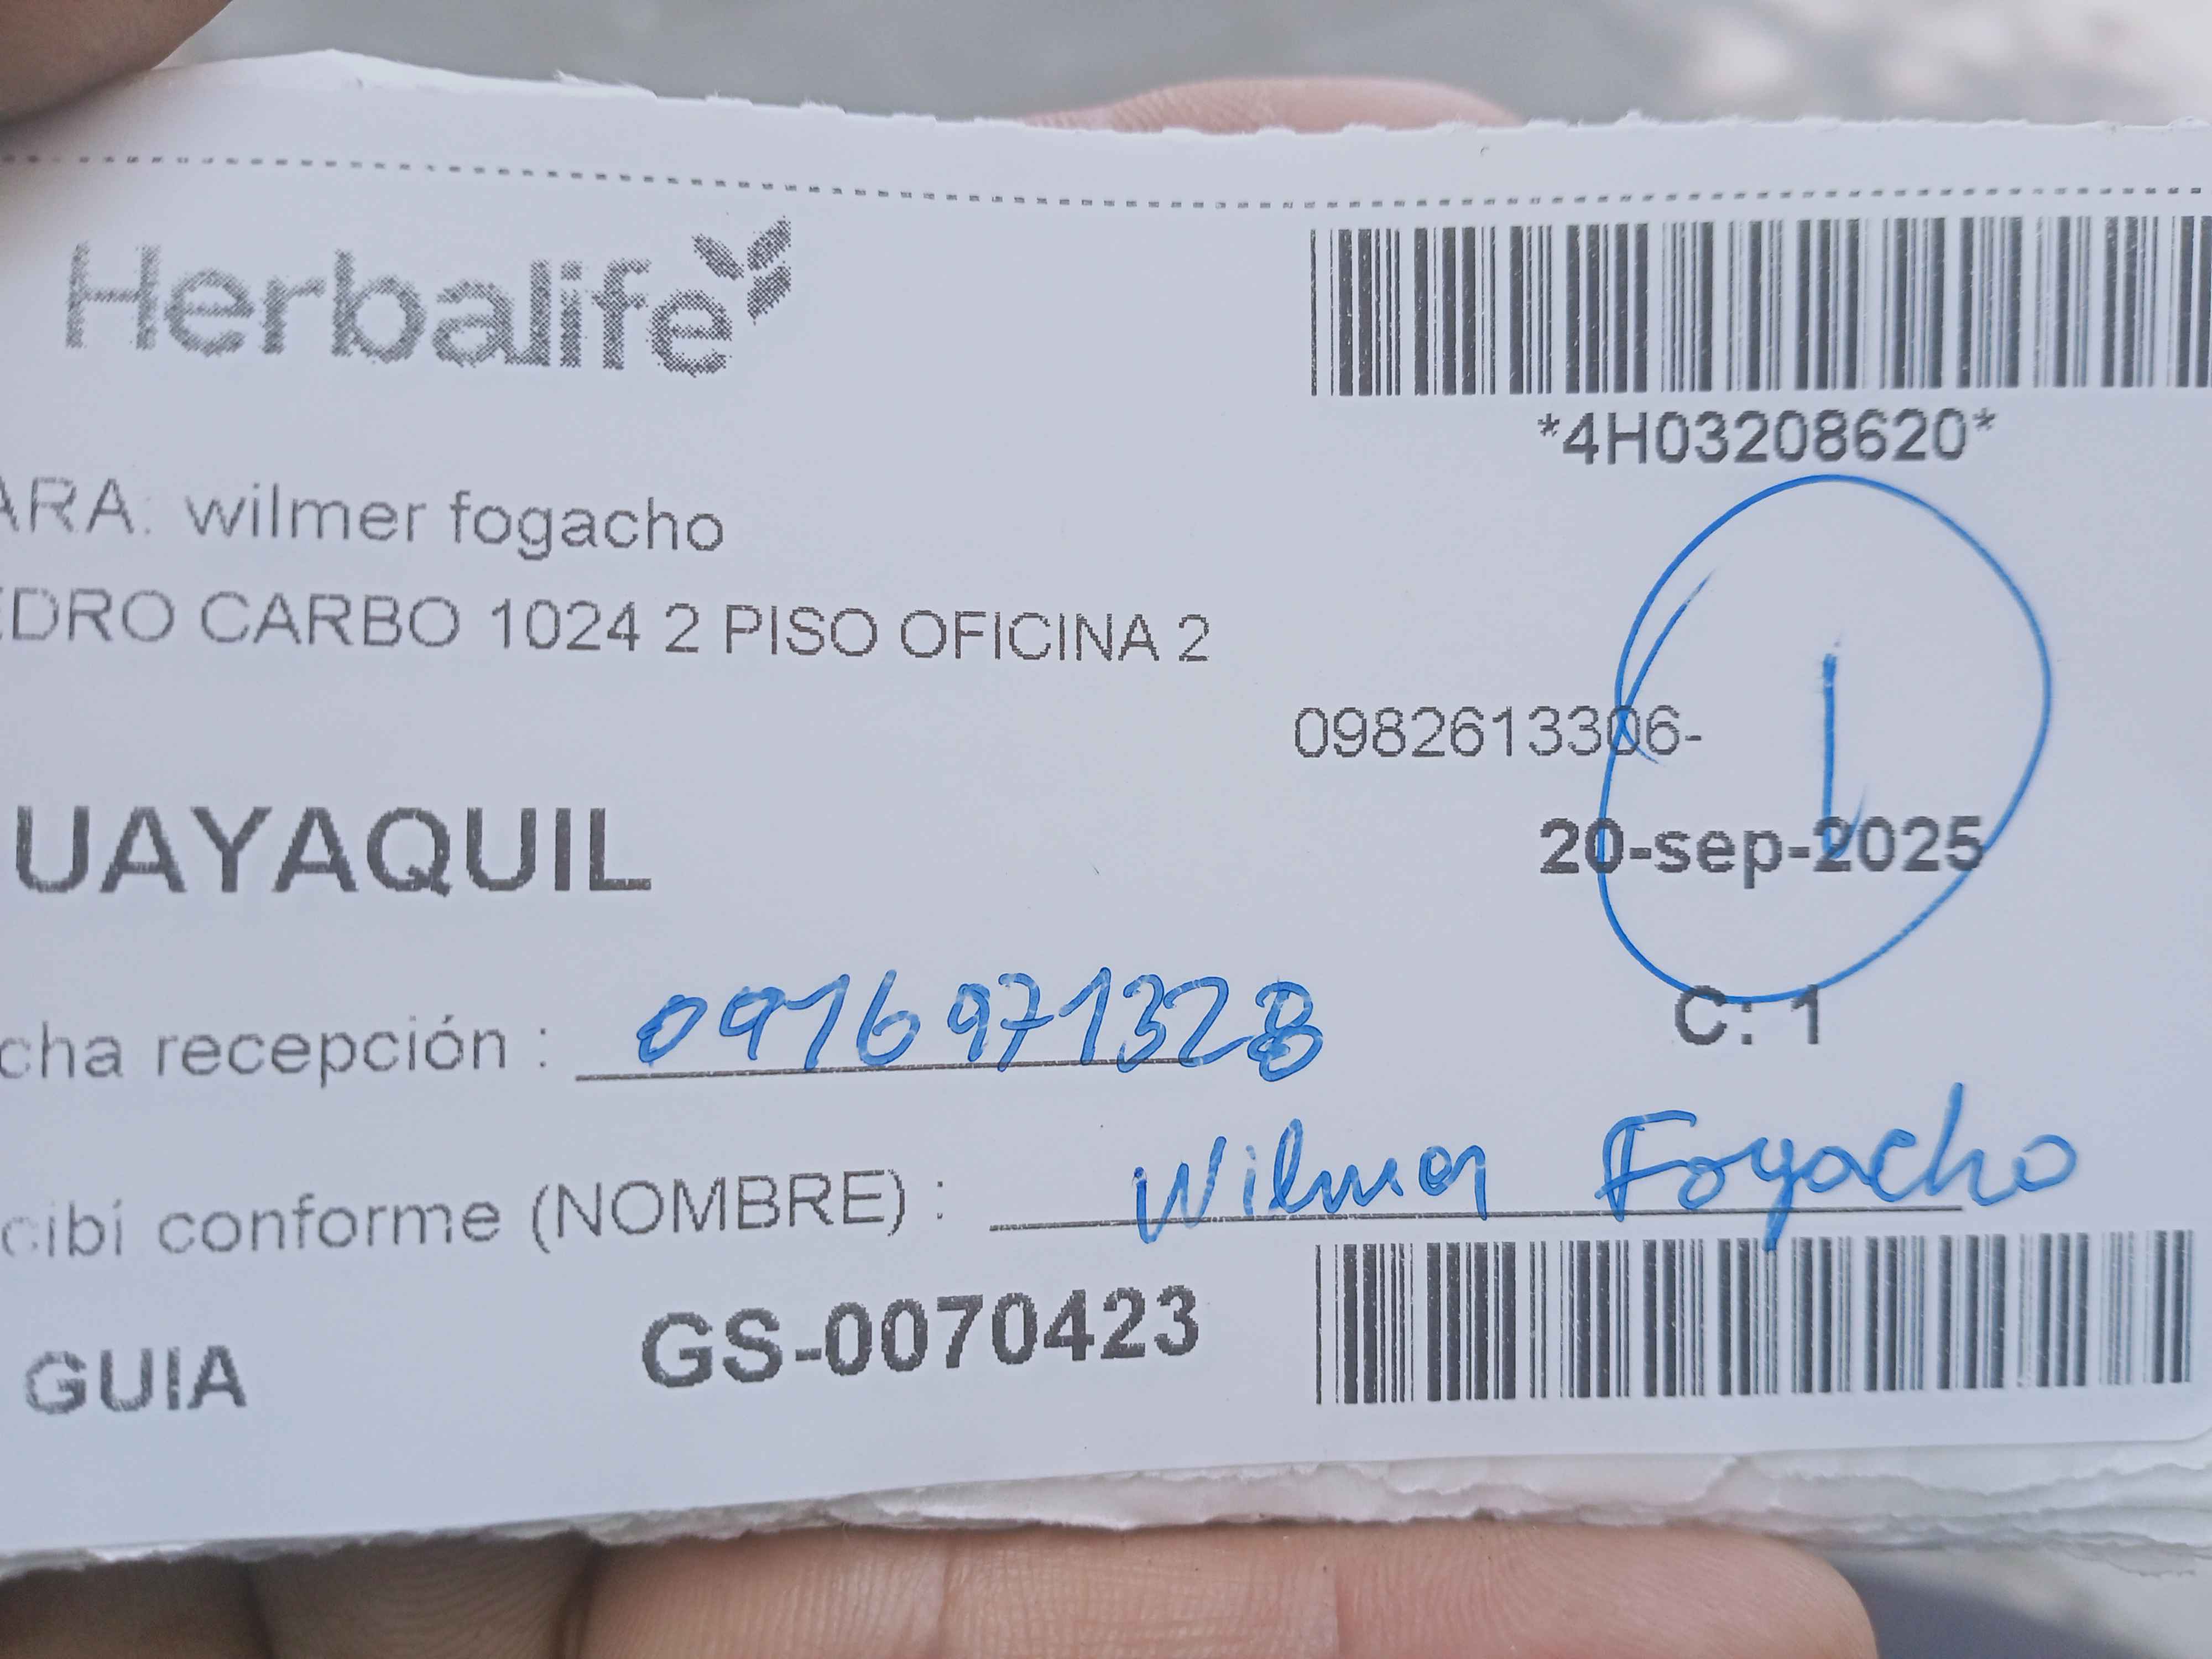 Herbalife
*4H03208620*
ARA: wilmer fogacho
EDRO CARBO 1024 2 PISO OFICINA 2
0982613306-
1
UAYAQUIL
20-sep-2025
cha recepción : 0916971328
C: 1
cibí conforme (NOMBRE) : Wilmer Fogacho
GUIA GS-0070423